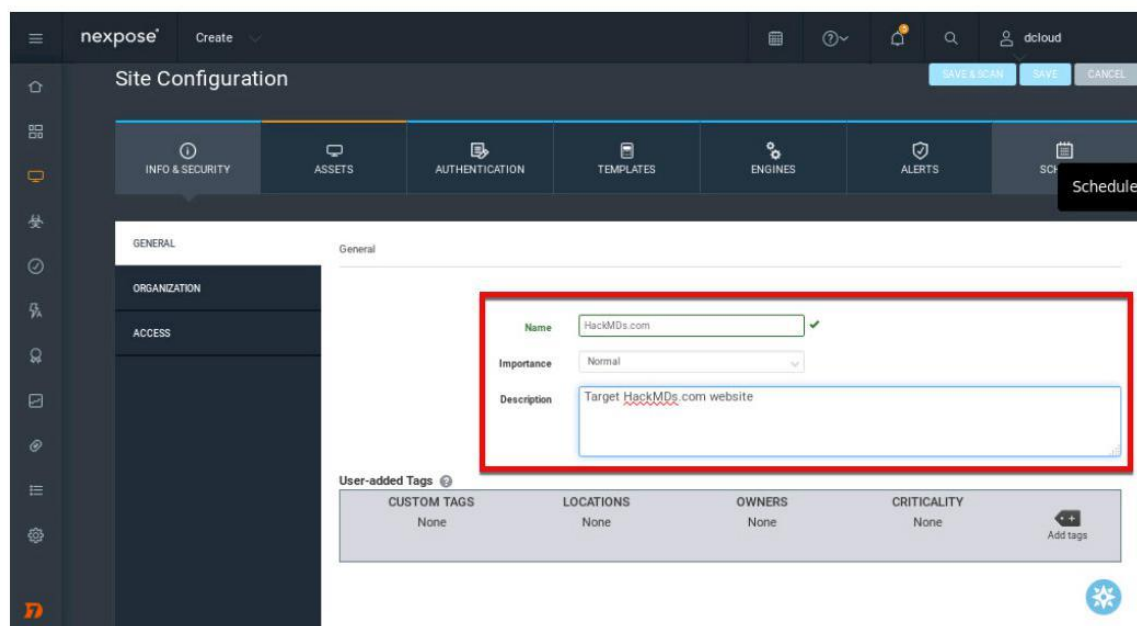 nexpose
Create
dcloud
Site Configuration
SAVE & SCAN
SAVE
CANCEL
INFO & SECURITY
ASSETS
AUTHENTICATION
TEMPLATES
ENGINES
ALERTS
SCH
Schedule
GENERAL
General
ORGANIZATION
ACCESS
Name
HackMDs.com
Importance
Normal
Description
Target HackMDs.com website
User-added Tags
CUSTOM TAGS LOCATIONS OWNERS CRITICALITY
None None None None
Add tags